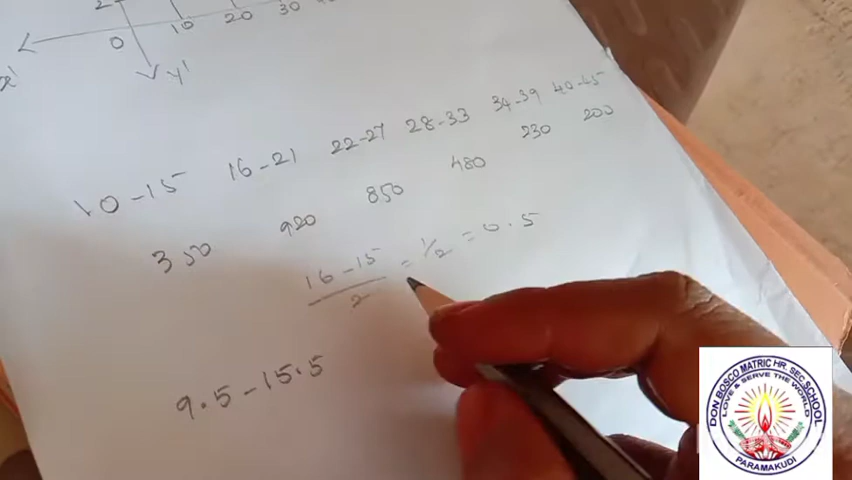 2
0 10 20 30
x'
y'
10-15 16-21 22-27 28-33 34-39 40-45
350 920 850 480 230 200
16-15/2 = 1/2 = 0.5
9.5-15.5
DON BOSCO MATRIC HR. SEC. SCHOOL
LOVE & SERVE THE WORLD
PARAMAKUDI